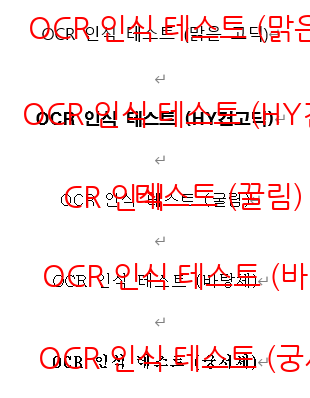 OCR 인식 테스트 (맑은
OCR 인식 테스트 (맑은 고딕)
OCR 인식 테스트 (HY견
OCR 인식 테스트 (HY견고딕)
CR 인식테스트 (끌림)
OCR 인식 테스트 (굴림)
OCR 인식 테스트 (바
OCR 인식 테스트 (바탕체)
OCR 인식 테스트 (궁서
OCR 인식 테스트 (궁서체)